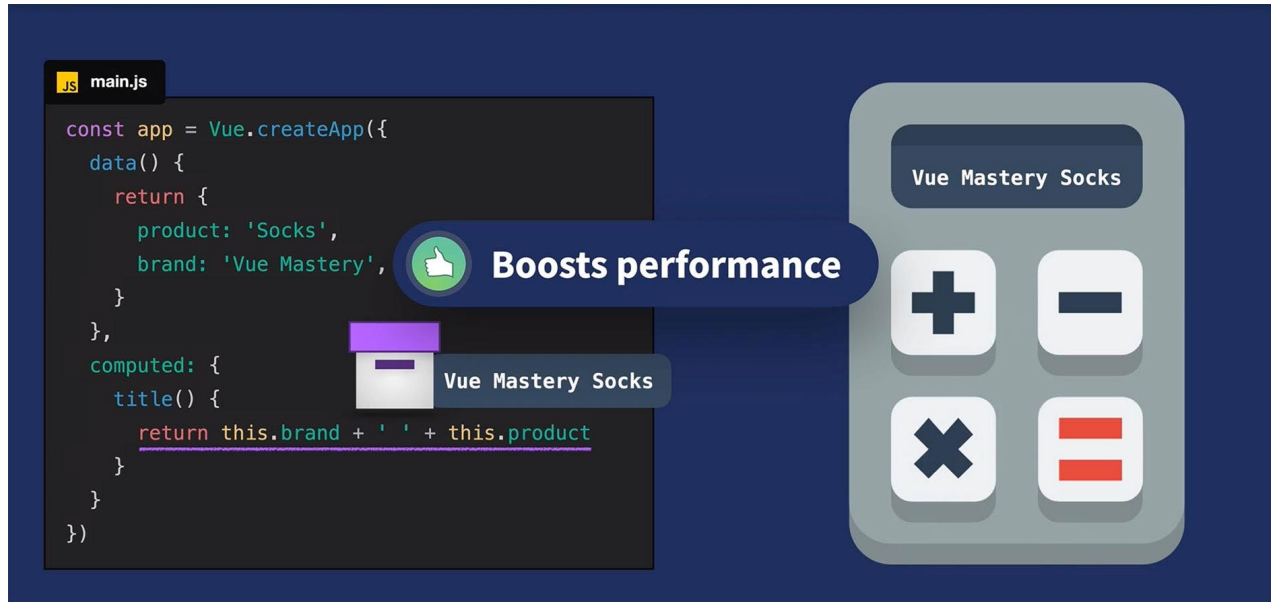 JS main.js
const app = Vue.createApp({
  data() {
    return {
      product: 'Socks',
      brand: 'Vue Mastery',
    }
  },
  computed: {
    title() {
      return this.brand + ' ' + this.product
    }
  }
})
Boosts performance
Vue Mastery Socks
Vue Mastery Socks